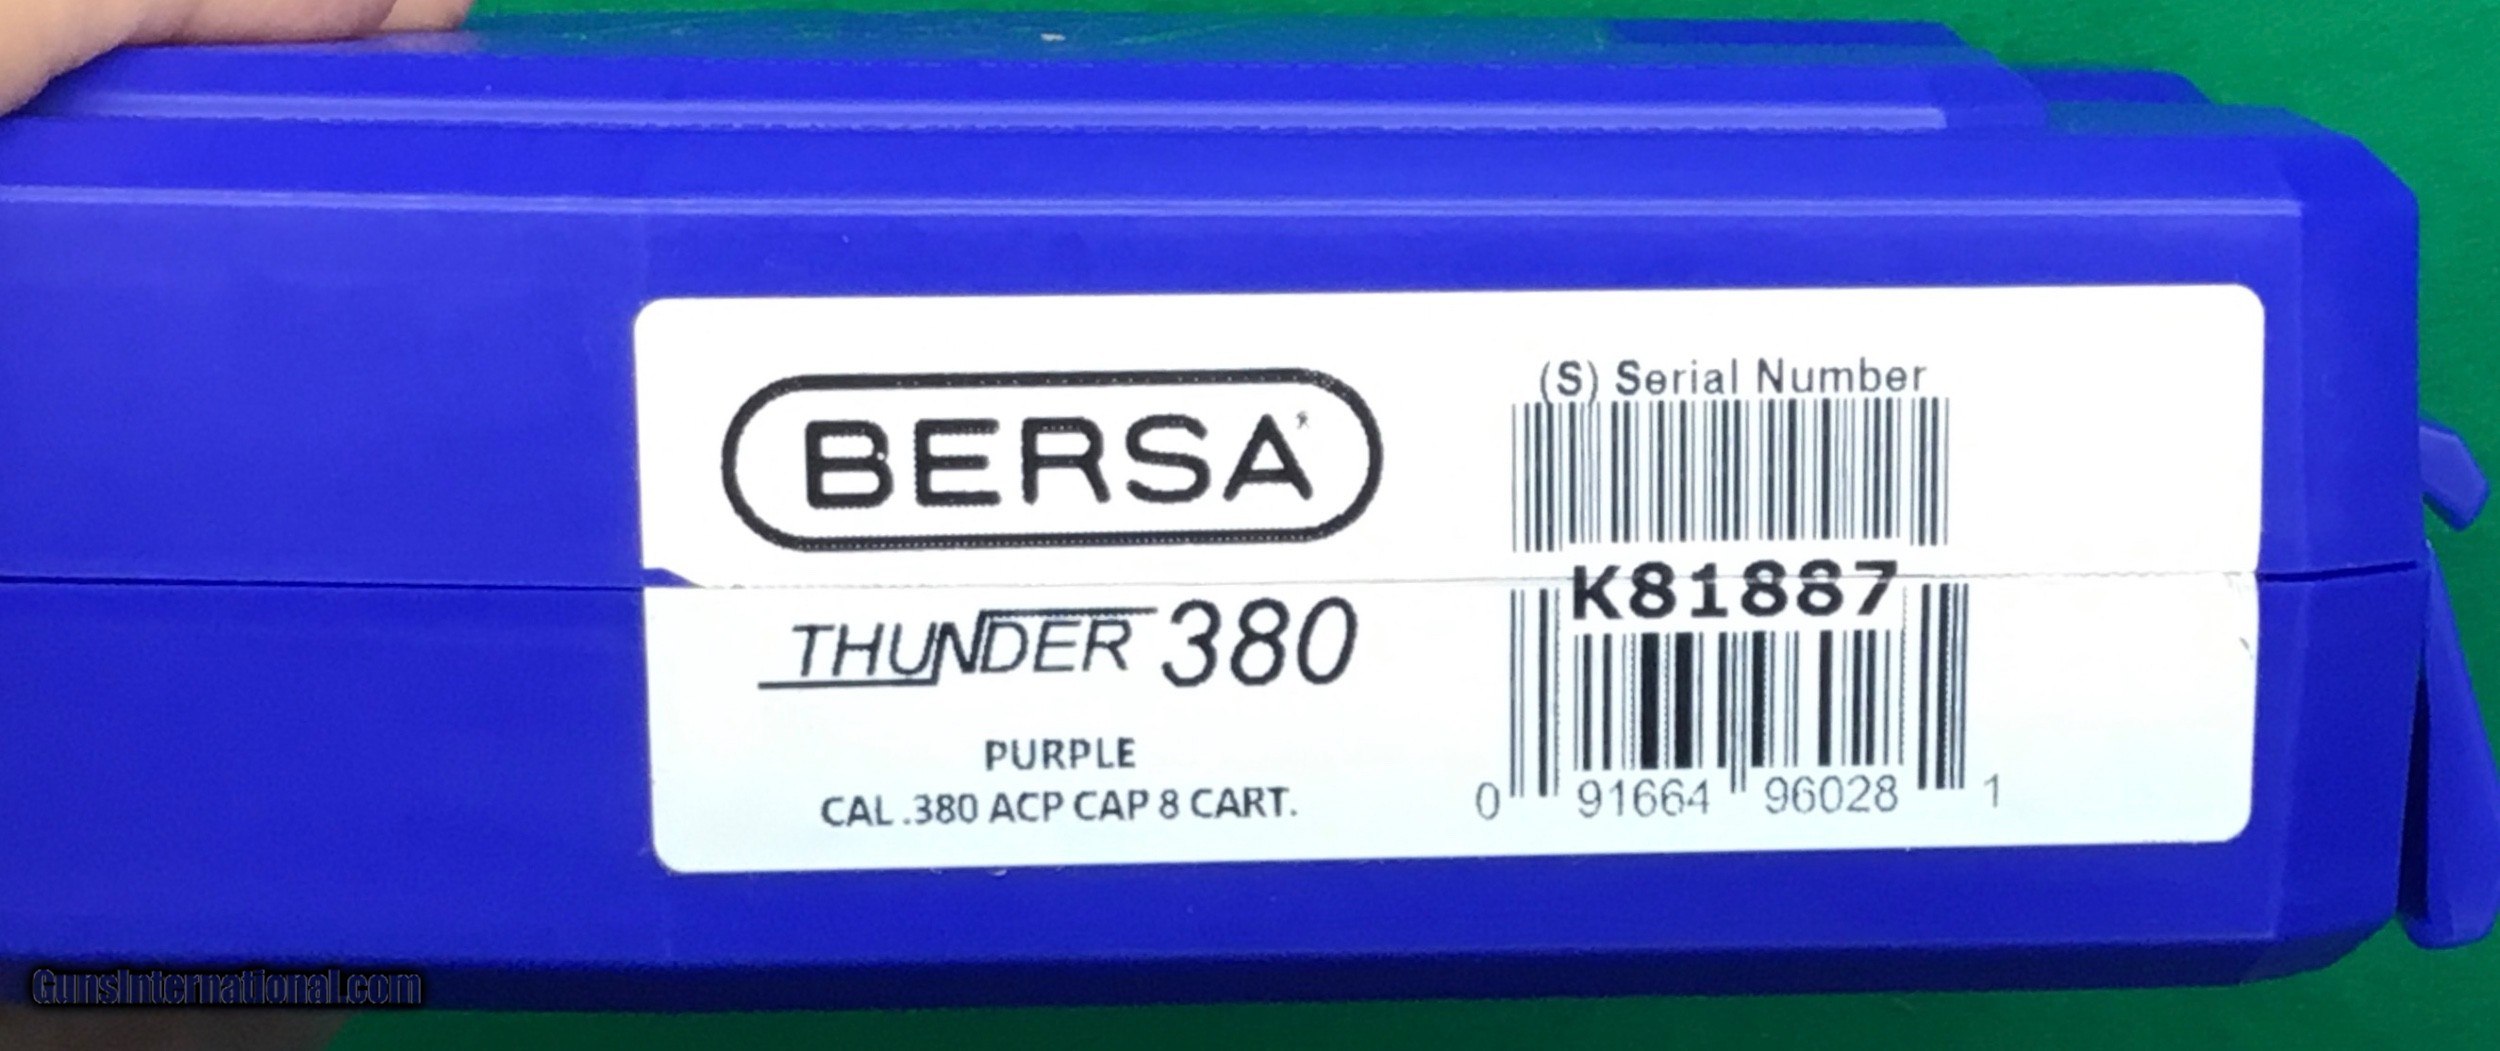 BERSA
(S) Serial Number
K81887
THUNDER 380
PURPLE
CAL .380 ACP CAP 8 CART.
0 91664 96028 1
GunsInternational.com